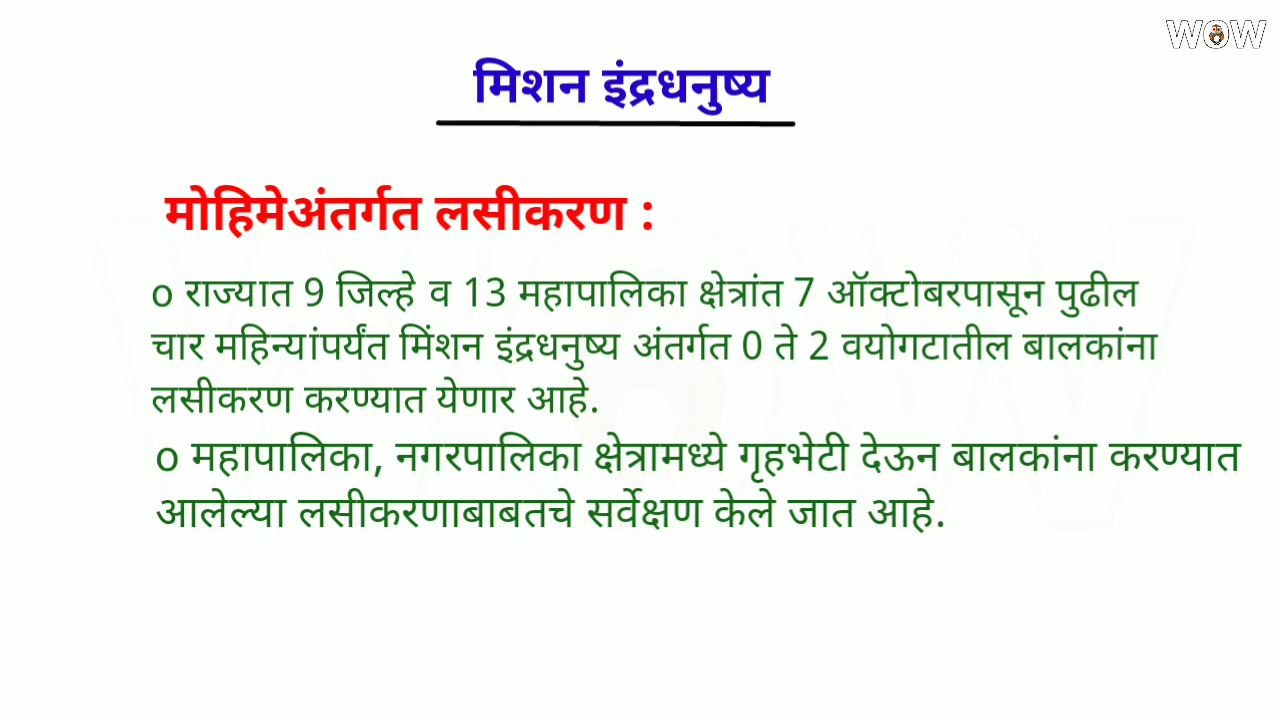 WOW
मिशन इंद्रधनुष्य
मोहिमेअंतर्गत लसीकरण :
o राज्यात 9 जिल्हे व 13 महापालिका क्षेत्रांत 7 ऑक्टोबरपासून पुढील
चार महिन्यांपर्यंत मिंशन इंद्रधनुष्य अंतर्गत 0 ते 2 वयोगटातील बालकांना
लसीकरण करण्यात येणार आहे.
o महापालिका, नगरपालिका क्षेत्रामध्ये गृहभेटी देऊन बालकांना करण्यात
आलेल्या लसीकरणाबाबतचे सर्वेक्षण केले जात आहे.